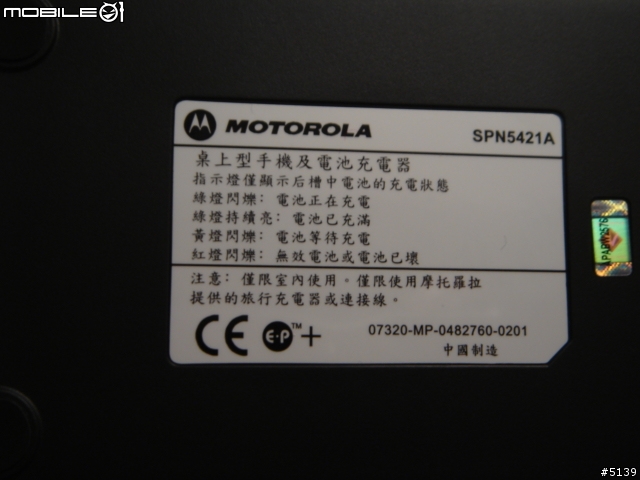 MOBILE01
MOTOROLA
SPN5421A
桌上型手機及電池充電器
指示燈僅顯示后槽中電池的充電狀態
綠燈閃爍: 電池正在充電
綠燈持續亮: 電池已充滿
黃燈閃爍: 電池等待充電
紅燈閃爍: 無效電池或電池已壞
注意: 僅限室內使用。僅限使用摩托羅拉
提供的旅行充電器或連接線。
CE E·P™+
07320-MP-0482760-0201
中國制造
#5139